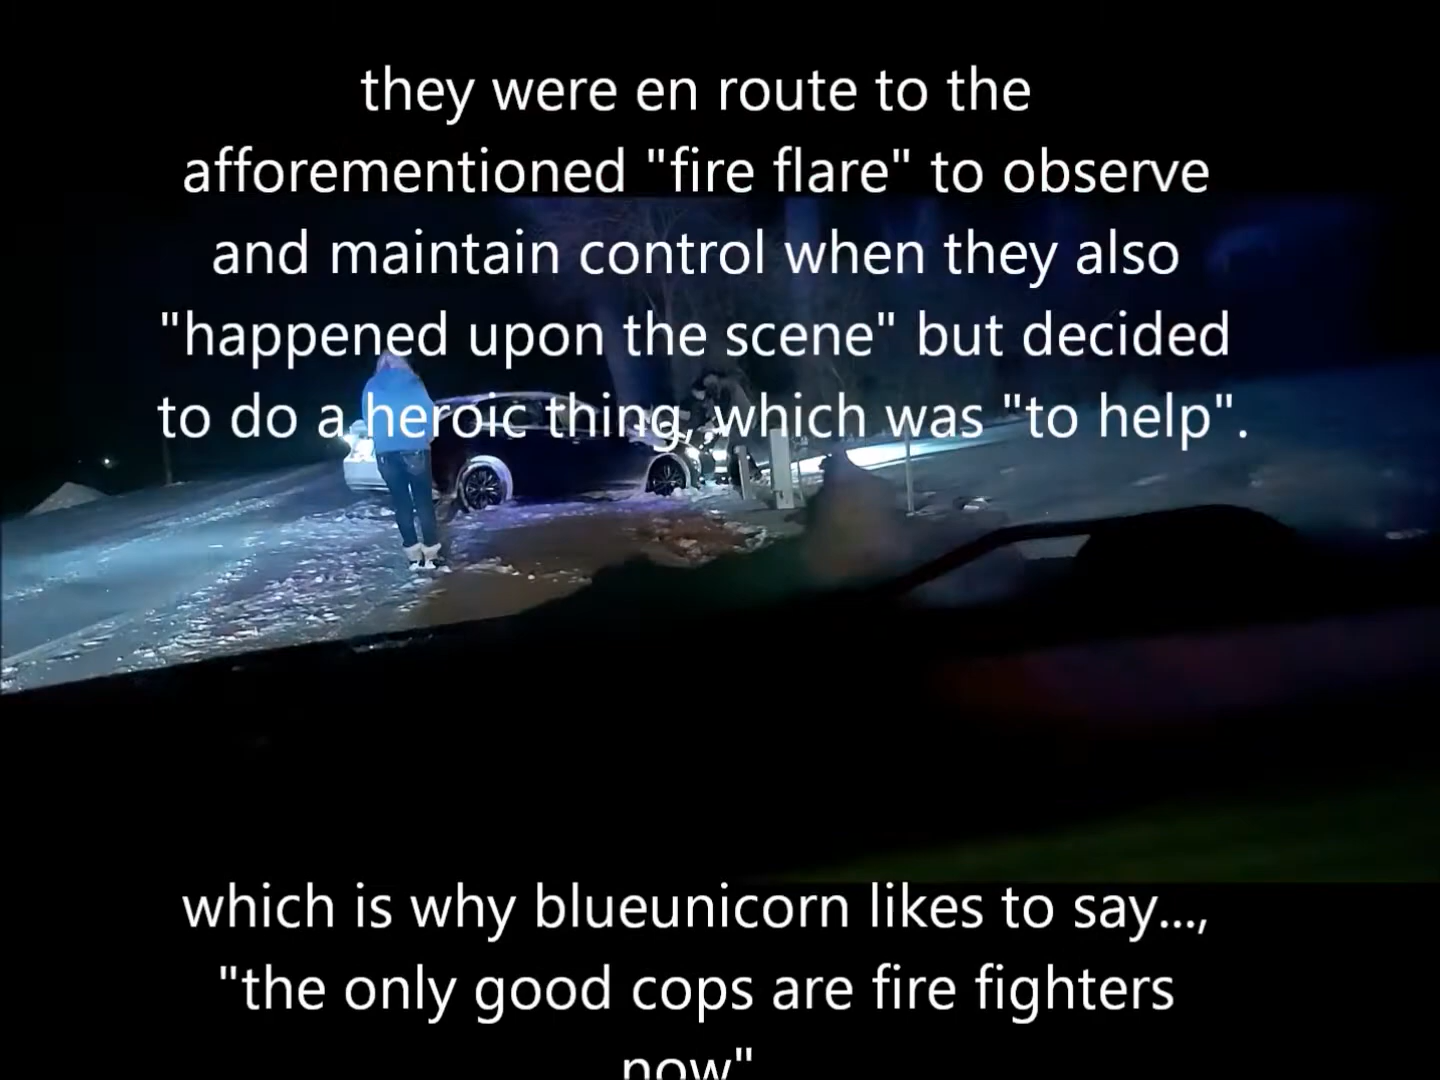 they were en route to the
afforementioned "fire flare" to observe
and maintain control when they also
"happened upon the scene" but decided
to do a heroic thing, which was "to help".
which is why blueunicorn likes to say...,
"the only good cops are fire fighters
now"